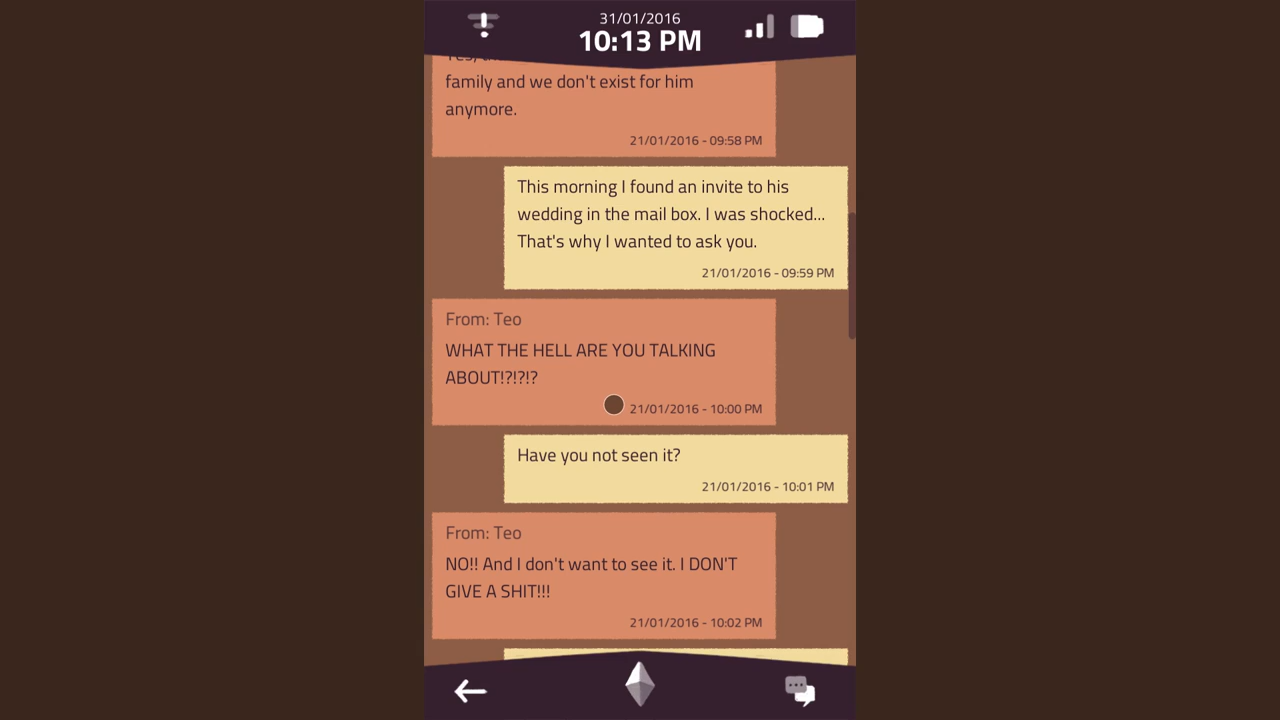 31/01/2016
10:13 PM
family and we don't exist for him
anymore.
21/01/2016 - 09:58 PM
This morning I found an invite to his
wedding in the mail box. I was shocked...
That's why I wanted to ask you.
21/01/2016 - 09:59 PM
From: Teo
WHAT THE HELL ARE YOU TALKING
ABOUT!?!?!?
21/01/2016 - 10:00 PM
Have you not seen it?
21/01/2016 - 10:01 PM
From: Teo
NO!! And I don't want to see it. I DON'T
GIVE A SHIT!!!
21/01/2016 - 10:02 PM